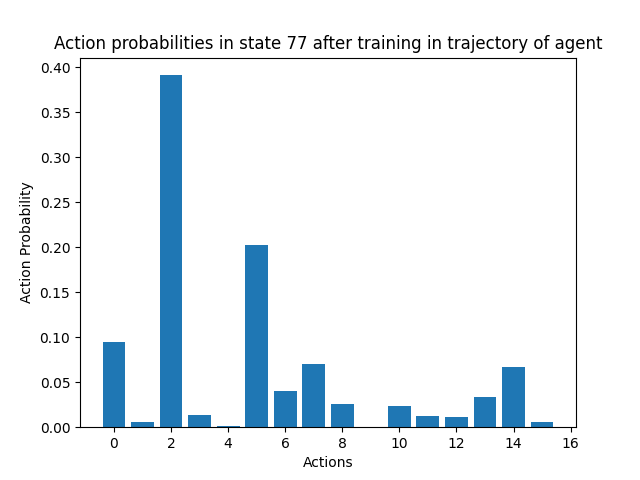 Action probabilities in state 77 after training in trajectory of agent
0.40
0.35
0.30
0.25
0.20
0.15
0.10
0.05
0.00
Action Probability
0 2 4 6 8 10 12 14 16
Actions